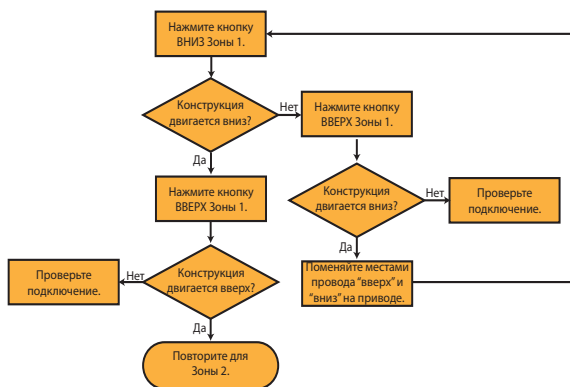 Нажмите кнопку
ВНИЗ Зоны 1.
Конструкция
двигается вниз?
Нет
Нажмите кнопку
ВВЕРХ Зоны 1.
Да
Нажмите кнопку
ВВЕРХ Зоны 1.
Конструкция
двигается вниз?
Нет
Проверьте
подключение.
Да
Поменяйте местами
провода “вверх” и
“вниз” на приводе.
Конструкция
двигается вверх?
Нет
Проверьте
подключение.
Да
Повторите для
Зоны 2.